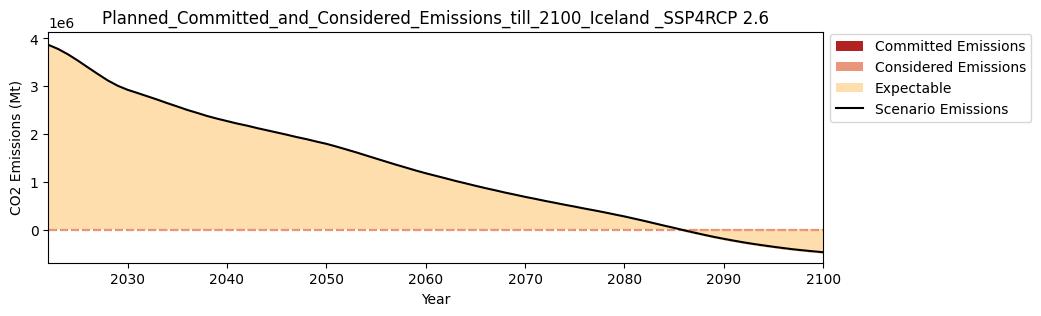 Planned_Committed_and_Considered_Emissions_till_2100_Iceland _SSP4RCP 2.6
1e6
4
3
2
1
0
CO2 Emissions (Mt)
2030 2040 2050 2060 2070 2080 2090 2100
Year
Committed Emissions
Considered Emissions
Expectable
Scenario Emissions